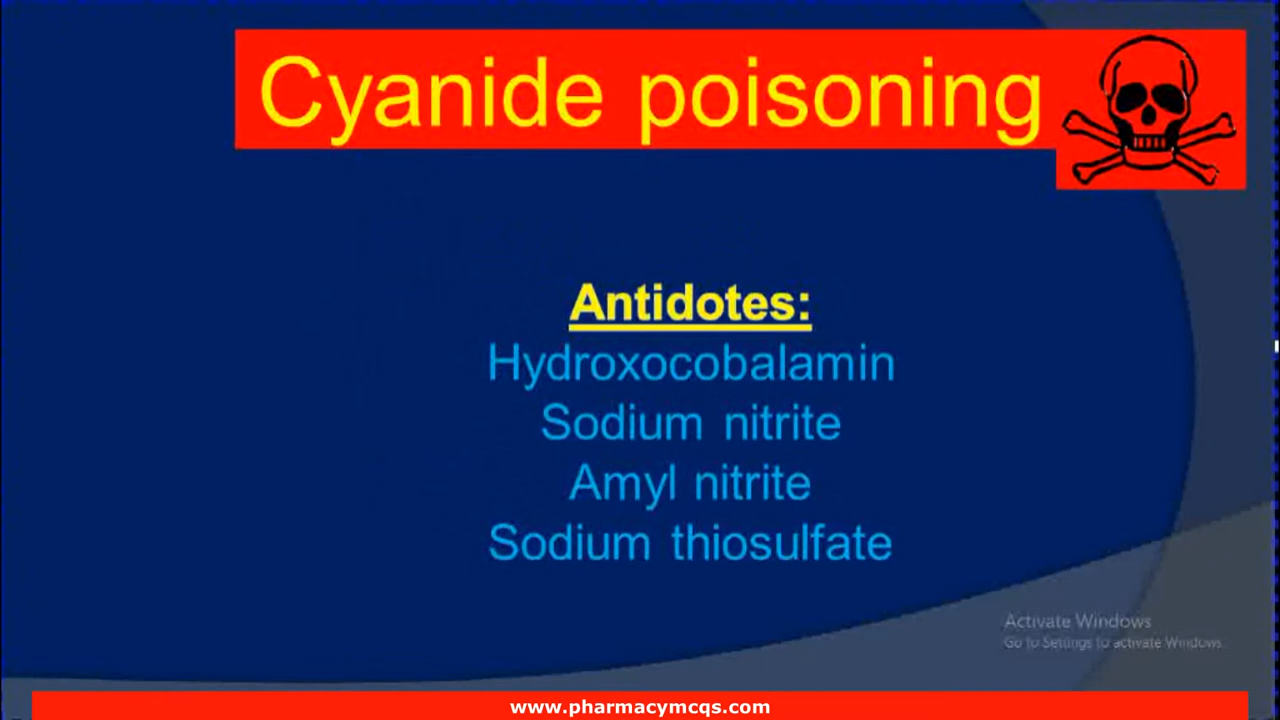 Cyanide poisoning
Antidotes:
Hydroxocobalamin
Sodium nitrite
Amyl nitrite
Sodium thiosulfate
Activate Windows
Go to Settings to activate Windows.
www.pharmacymcqs.com